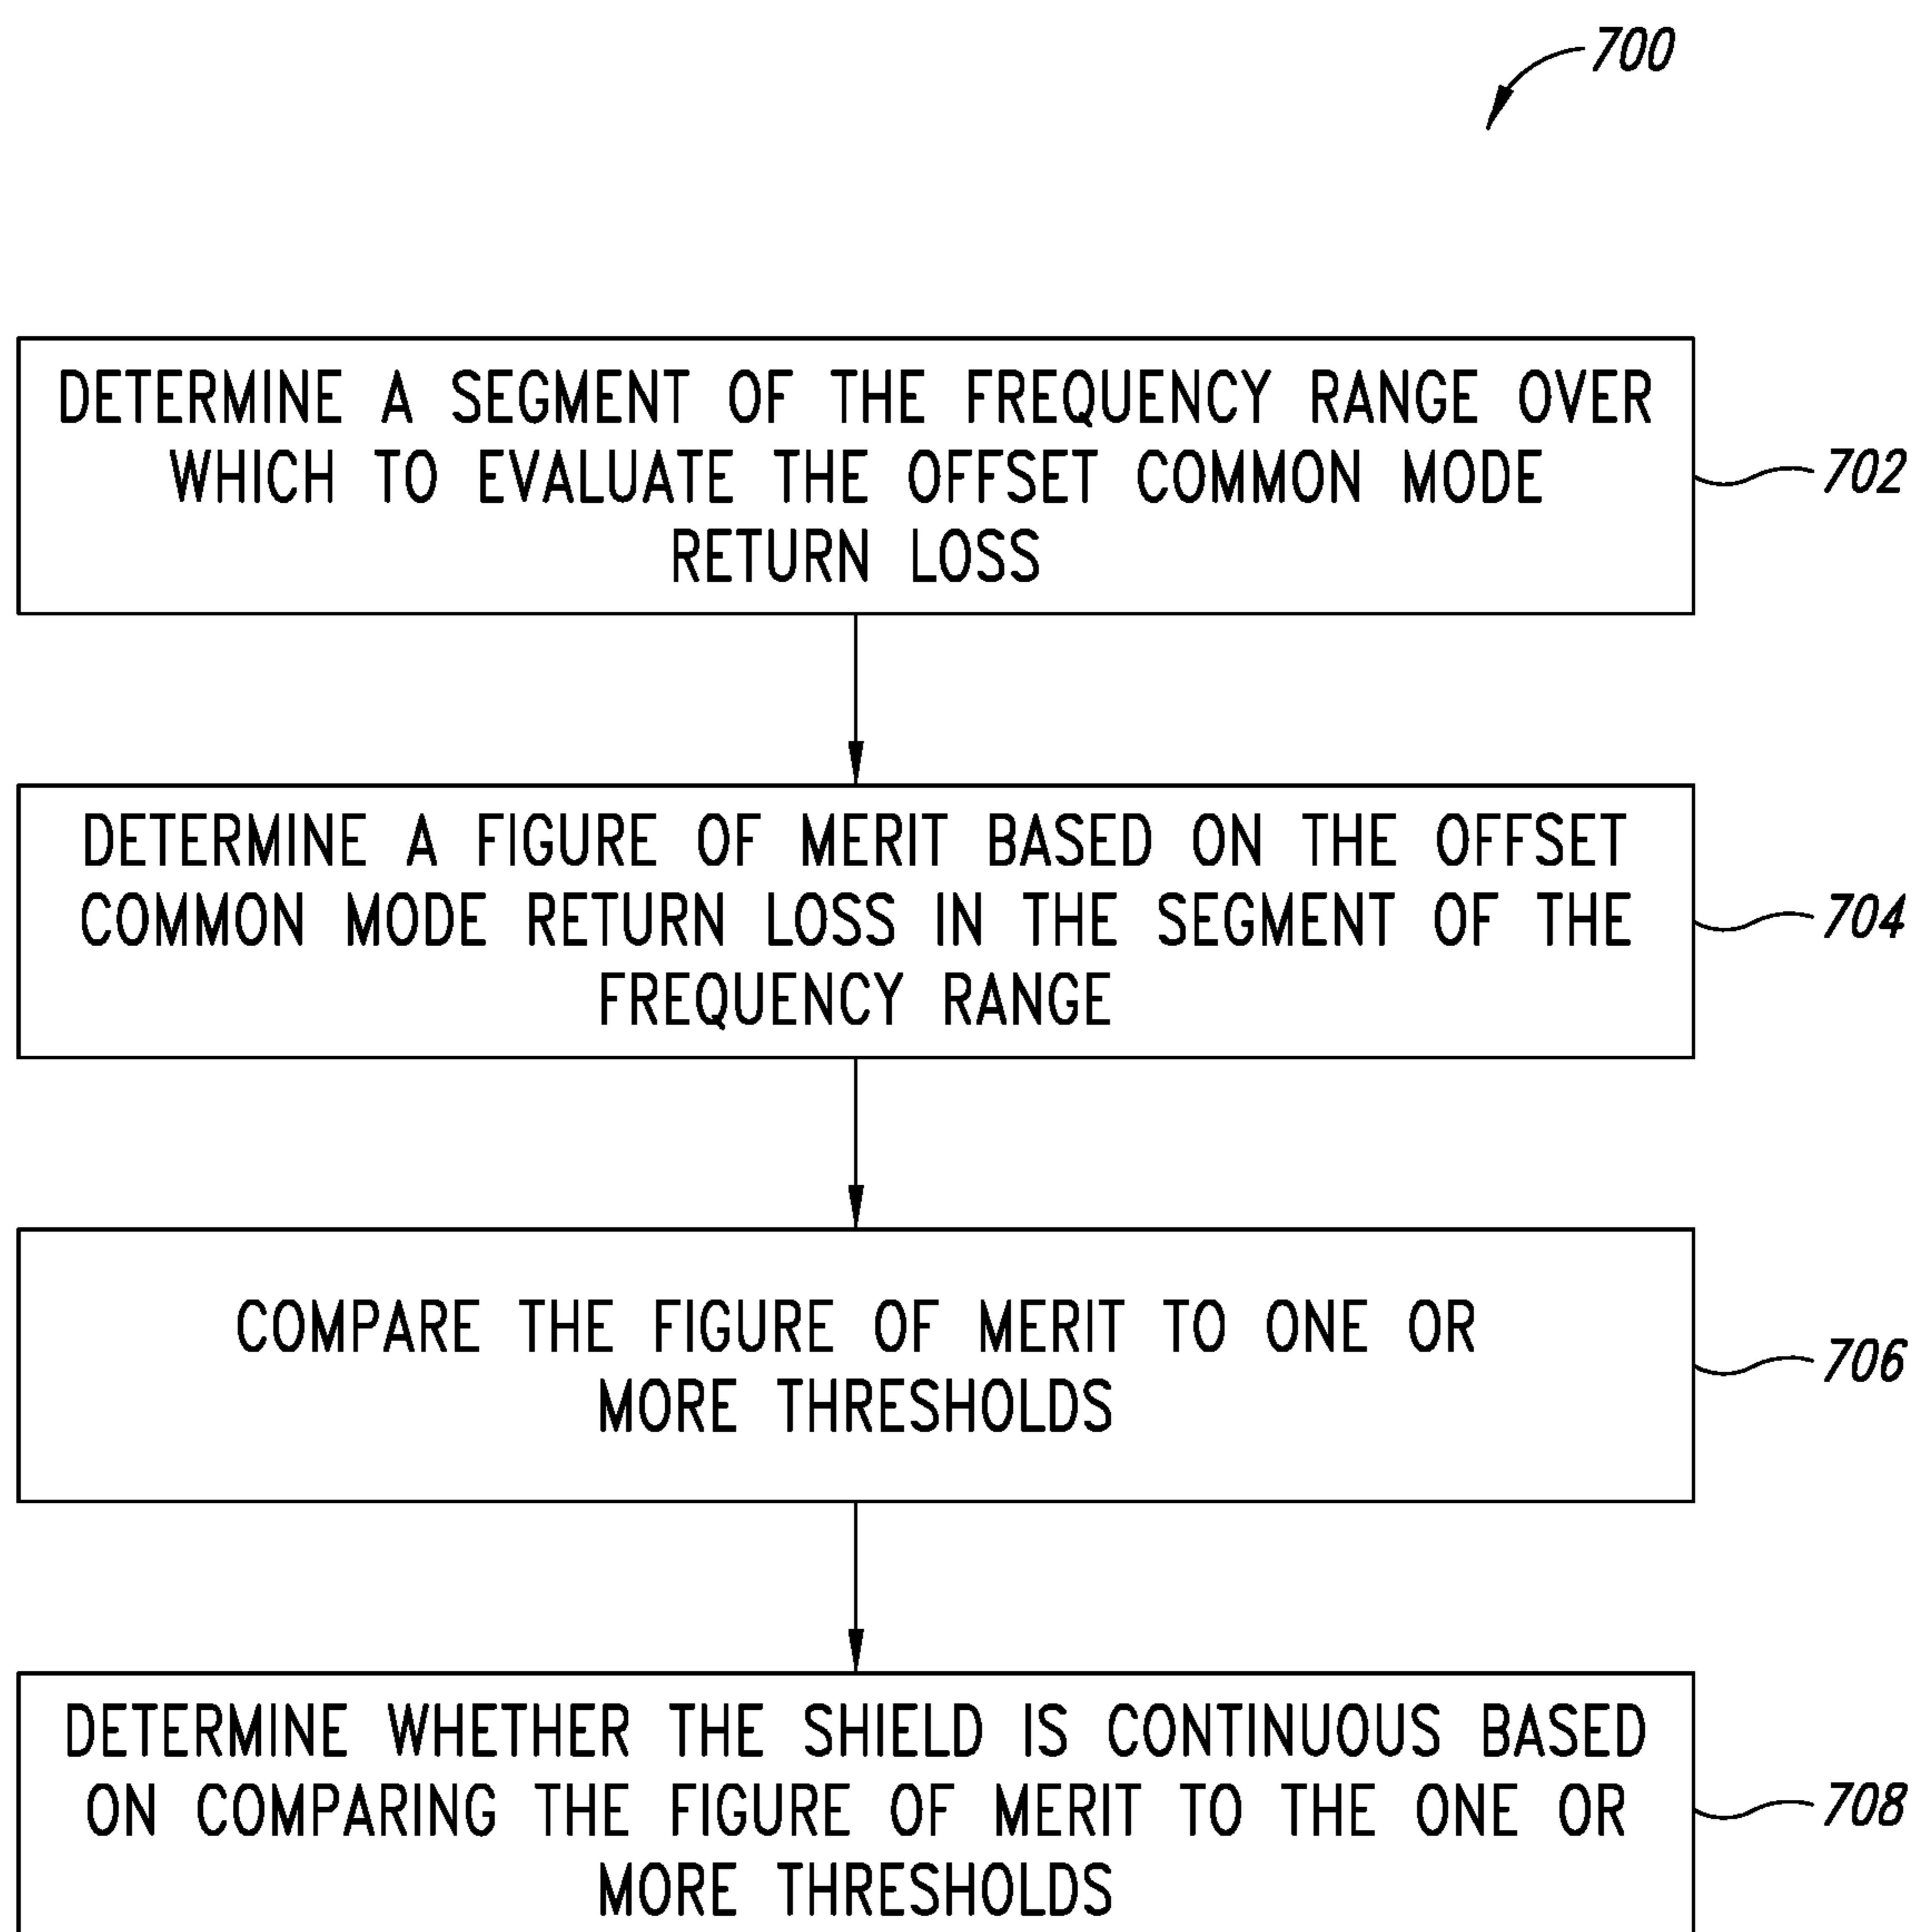 700
DETERMINE A SEGMENT OF THE FREQUENCY RANGE OVER
WHICH TO EVALUATE THE OFFSET COMMON MODE
RETURN LOSS
702
DETERMINE A FIGURE OF MERIT BASED ON THE OFFSET
COMMON MODE RETURN LOSS IN THE SEGMENT OF THE
FREQUENCY RANGE
704
COMPARE THE FIGURE OF MERIT TO ONE OR
MORE THRESHOLDS
706
DETERMINE WHETHER THE SHIELD IS CONTINUOUS BASED
ON COMPARING THE FIGURE OF MERIT TO THE ONE OR
MORE THRESHOLDS
708